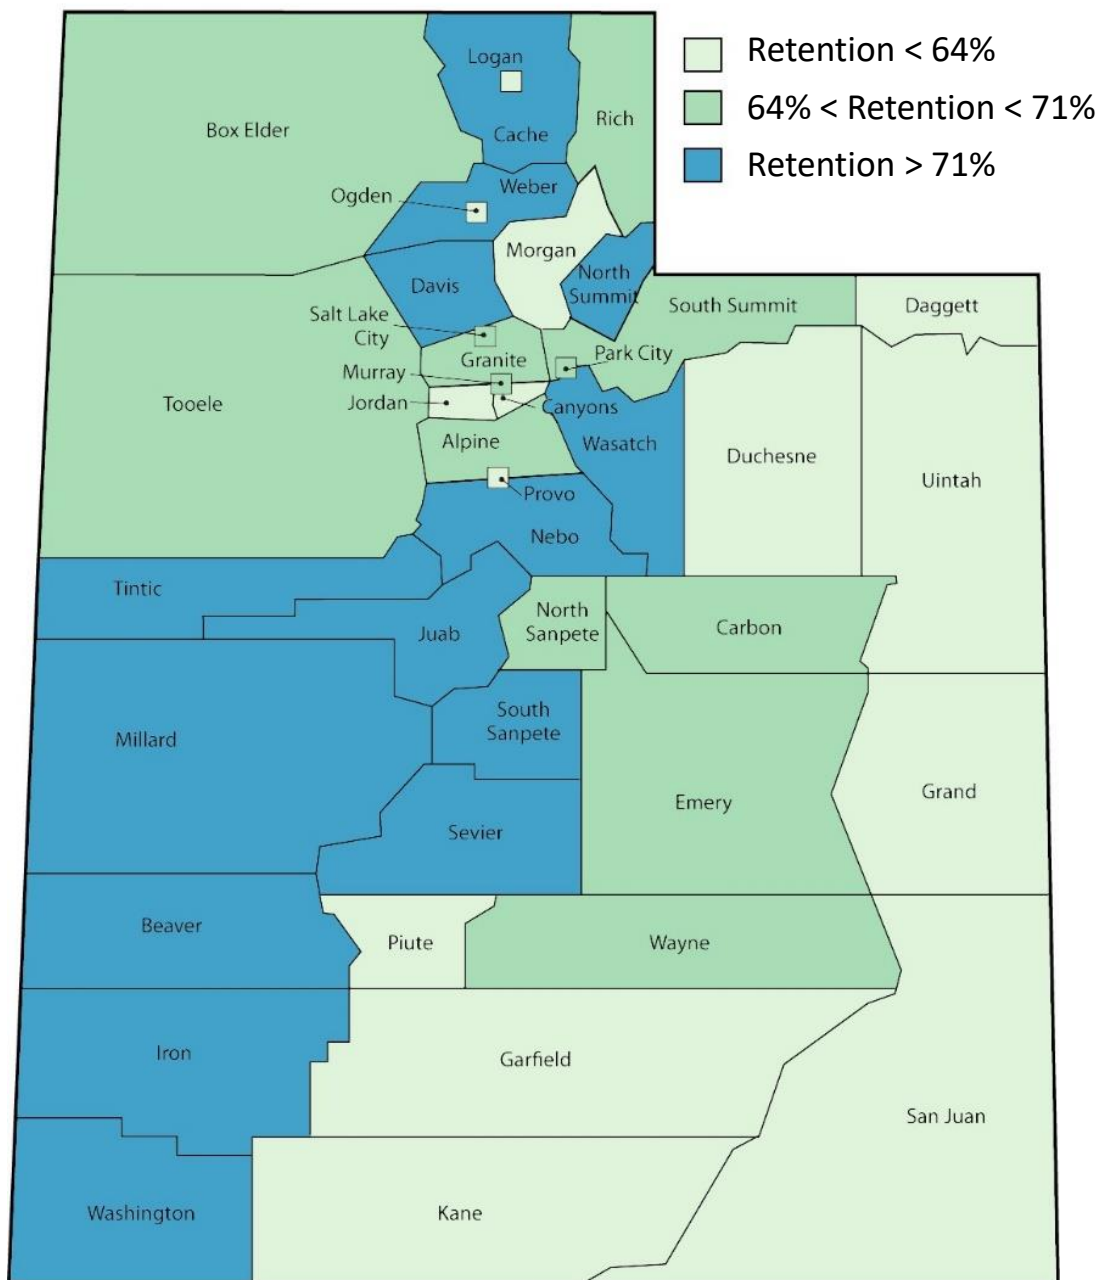 Retention < 64%
64% < Retention < 71%
Retention > 71%
Logan
Rich
Box Elder
Cache
Weber
Ogden
Morgan
North
Summit
Davis
South Summit
Daggett
Salt Lake
City
Granite
Park City
Murray
Jordan
Canyons
Tooele
Alpine
Wasatch
Duchesne
Uintah
Provo
Nebo
Tintic
North
Sanpete
Juab
Carbon
South
Sanpete
Millard
Grand
Emery
Sevier
Beaver
Piute
Wayne
Iron
Garfield
San Juan
Washington
Kane